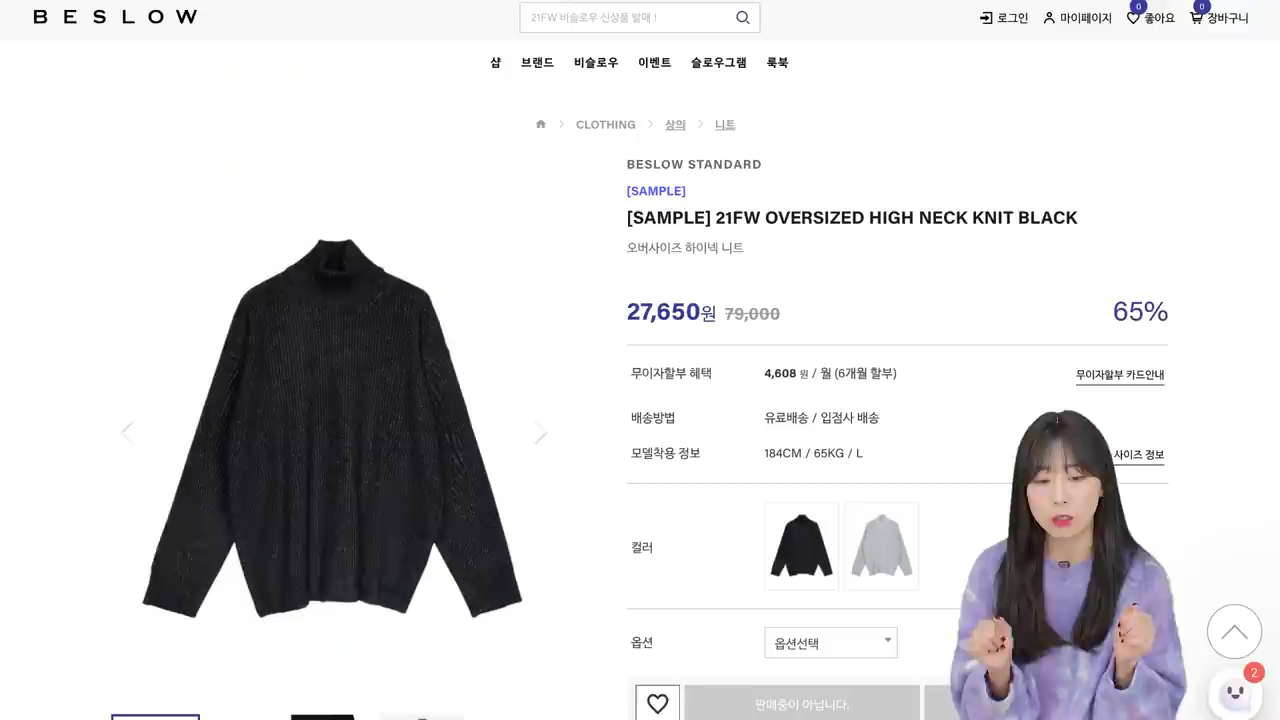 BESLOW
21FW 비슬로우 신상품 발매 !
로그인
마이페이지
0
좋아요
0
장바구니
샵
브랜드
비슬로우
이벤트
슬로우그램
룩북
CLOTHING
상의
니트
BESLOW STANDARD
[SAMPLE]
[SAMPLE] 21FW OVERSIZED HIGH NECK KNIT BLACK
오버사이즈 하이넥 니트
27,650원 79,000 65%
무이자할부 혜택 4,608 원 / 월 (6개월 할부) 무이자할부 카드안내
배송방법 유료배송 / 입점사 배송
모델착용 정보 184CM / 65KG / L 사이즈 정보
컬러
옵션 옵션선택
판매중이 아닙니다.
2